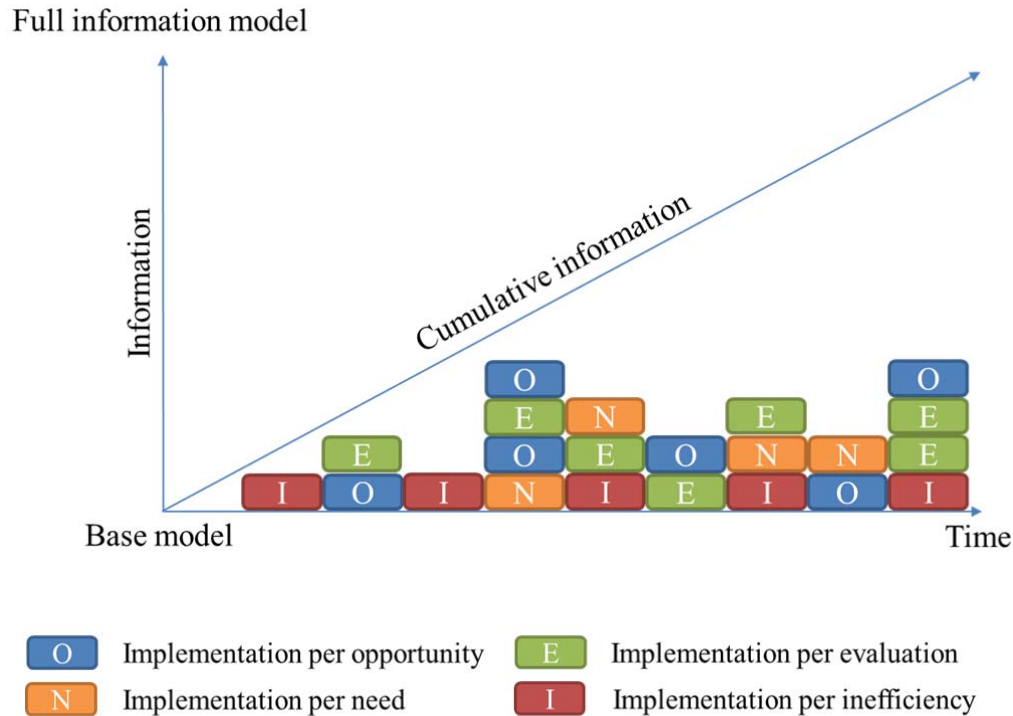 Full information model
Information
Cumulative information
O
O
E N E O
E O E N N E
I O I N I E I O I
Base model
Time
O Implementation per opportunity E Implementation per evaluation
N Implementation per need I Implementation per inefficiency